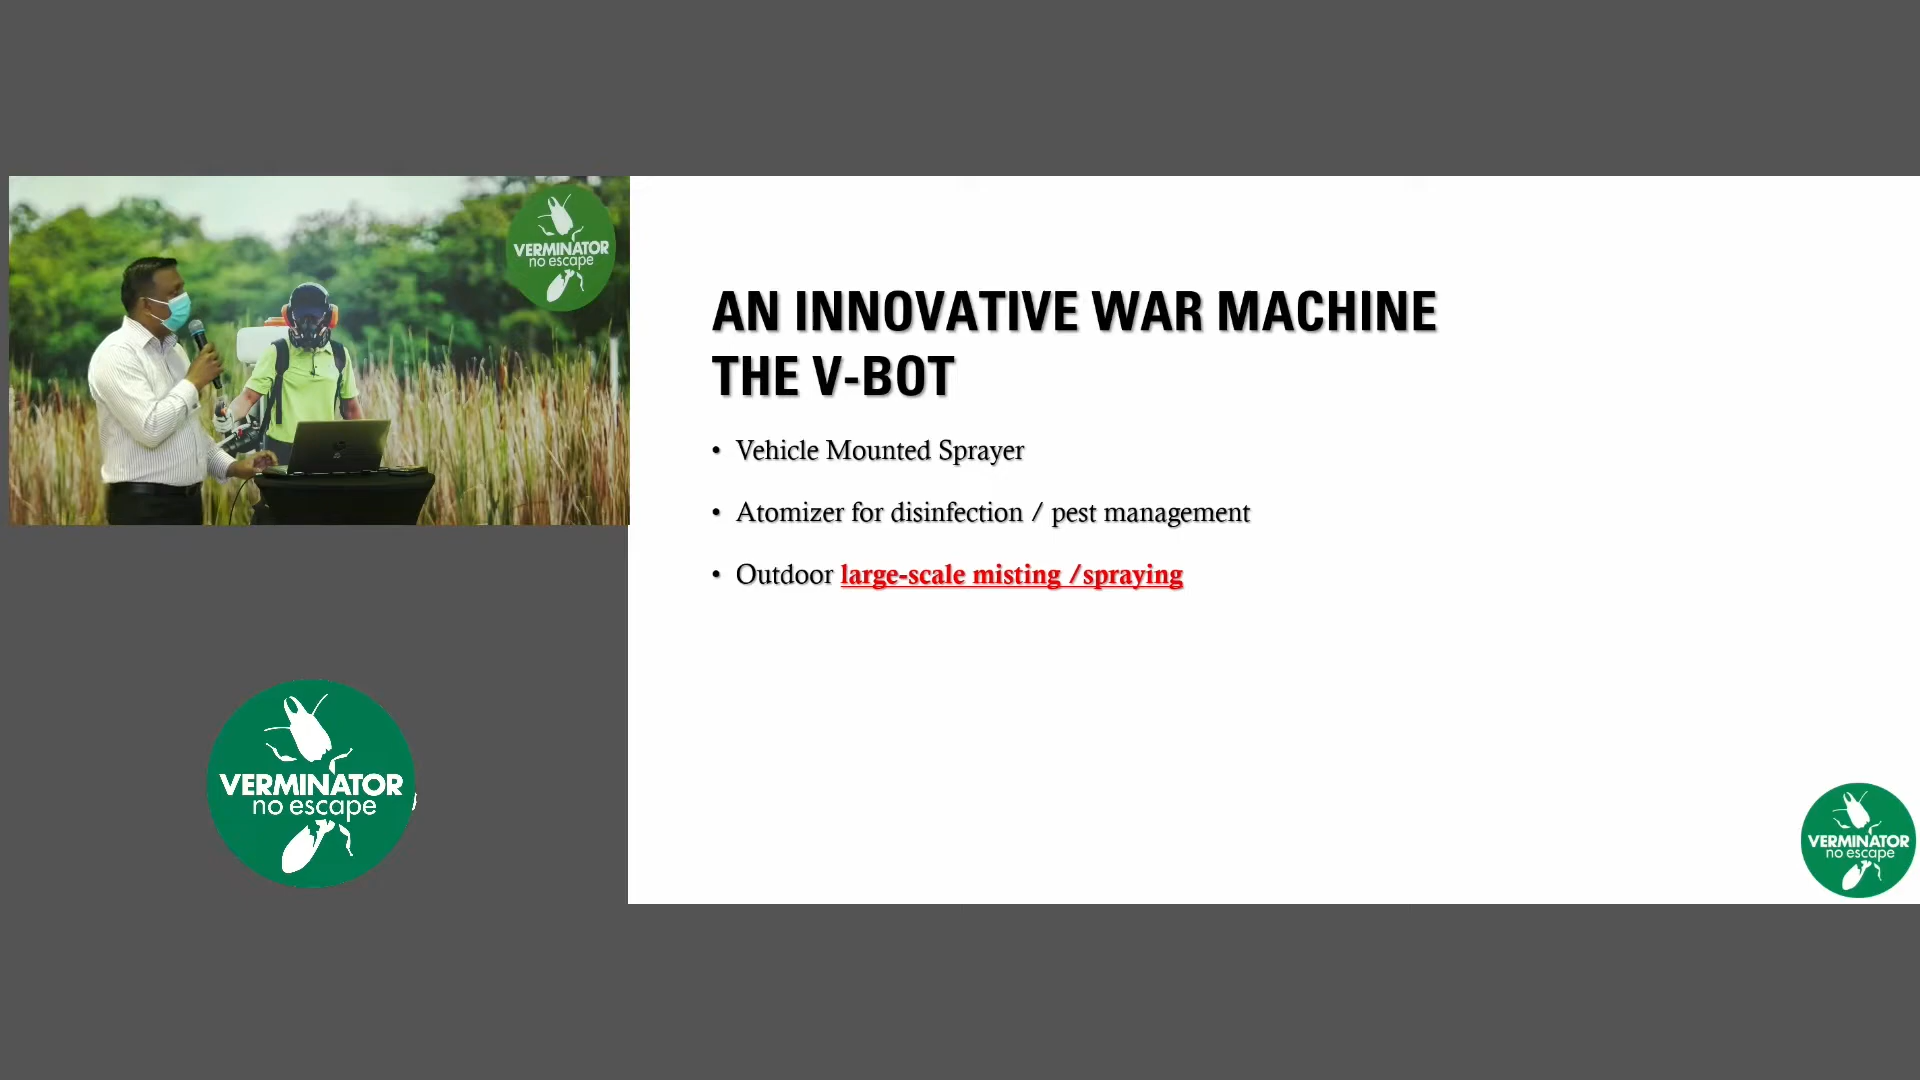 VERMINATOR
no escape
AN INNOVATIVE WAR MACHINE
THE V-BOT
• Vehicle Mounted Sprayer
• Atomizer for disinfection / pest management
• Outdoor large-scale misting /spraying
VERMINATOR
no escape
VERMINATOR
no escape